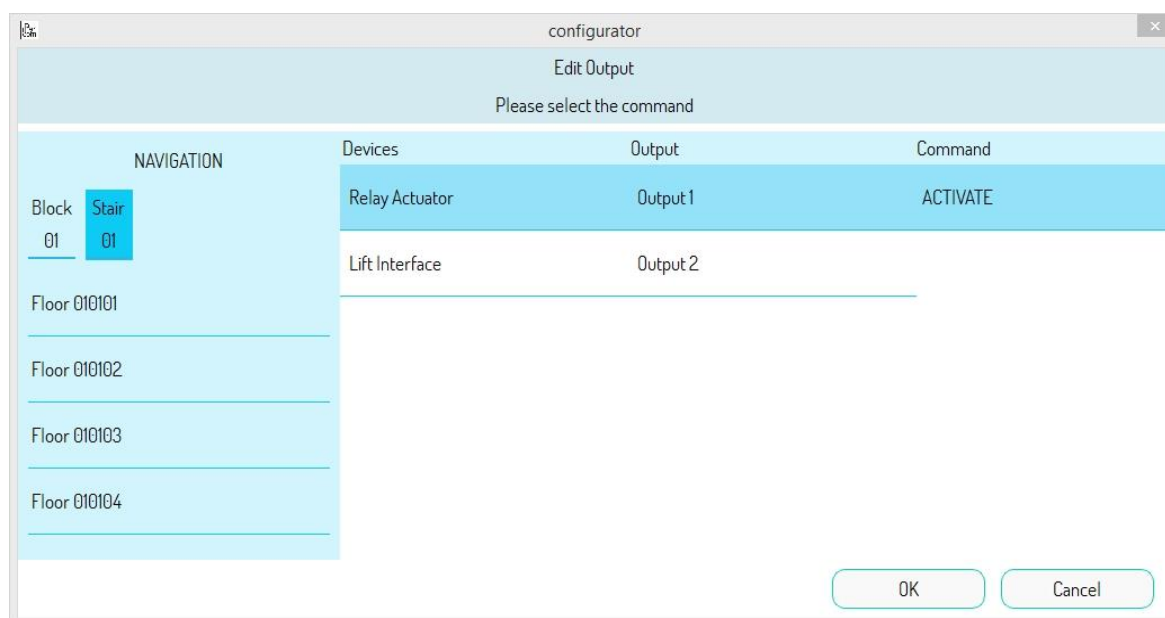 configurator
Edit Output
Please select the command
NAVIGATION
Block Stair
01 01
Floor 010101
Floor 010102
Floor 010103
Floor 010104
Devices Output Command
Relay Actuator Output 1 ACTIVATE
Lift Interface Output 2
OK Cancel